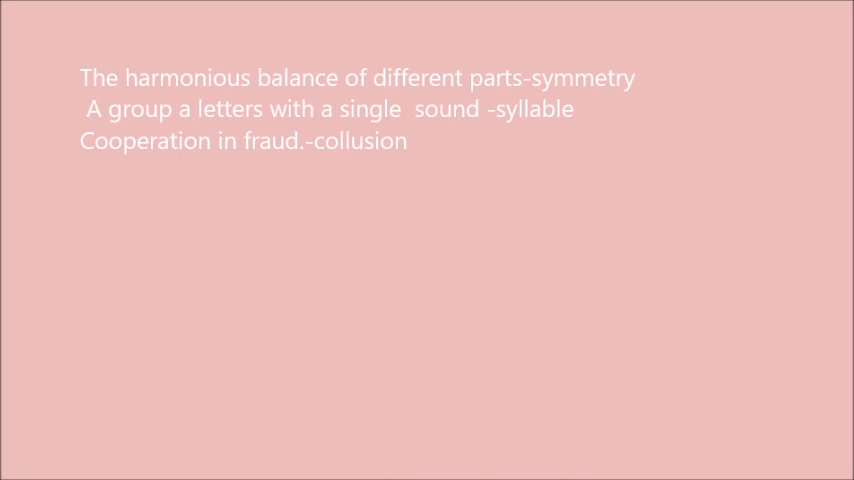 The harmonious balance of different parts-symmetry
A group a letters with a single  sound -syllable
Cooperation in fraud.-collusion